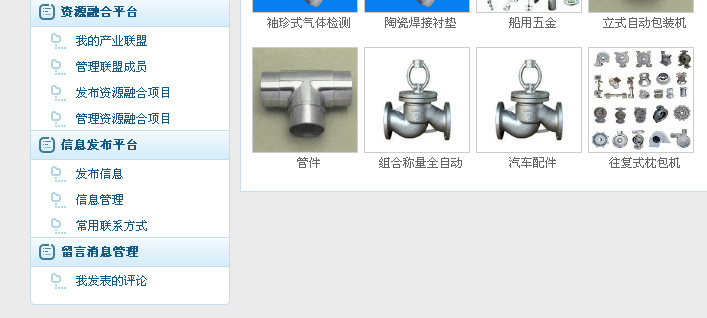 资源融合平台
我的产业联盟
管理联盟成员
发布资源融合项目
管理资源融合项目
信息发布平台
发布信息
信息管理
常用联系方式
留言消息管理
我发表的评论
袖珍式气体检测 陶瓷焊接衬垫 船用五金 立式自动包装机
管件 组合称量全自动 汽车配件 往复式枕包机